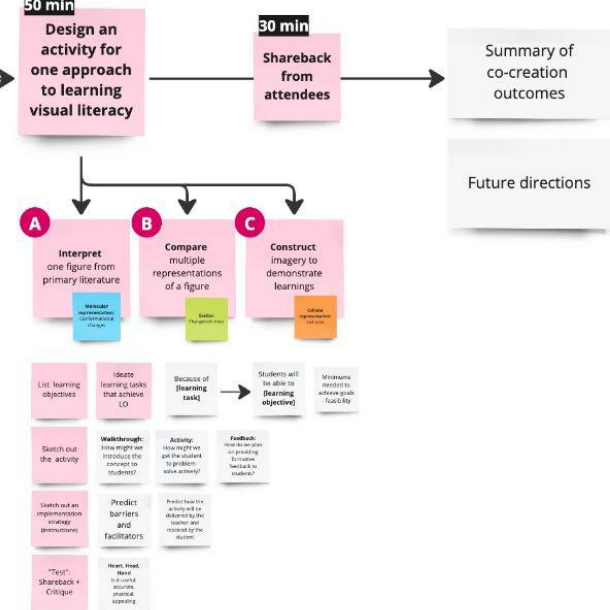 50 min
Design an
activity for
one approach
to learning
visual literacy
30 min
Shareback
from
attendees
Summary of
co-creation
outcomes
Future directions
A
Interpret
one figure from
primary literature
Molecular
representation:
Conformational
changes
B
Compare
multiple
representations
of a figure
Phylogenetic trees
C
Construct
imagery to
demonstrate
learnings
Cellular
representation:
List learning
objectives
Ideate
learning tasks
that achieve
LO
Because of
[learning
task]
Students will
be able to
[learning
objective]
Minimums
needed to
achieve goals
- feasibility
Sketch out
the activity
Walkthrough:
How might we
introduce the
concept to
students?
Activity:
How might we
get the student
to problem-
solve actively?
Feedback:
How do we plan
on providing
formative
feedback to
students?
Sketch out an
implementation
strategy
(instructions)
Predict
barriers
and
facilitators
Predict how the
activity will be
delivered by the
teacher and
received by the
student
"Test":
Shareback +
Critique
Heart, Head,
Hand
Is it useful
accurate,
practical,
appealing